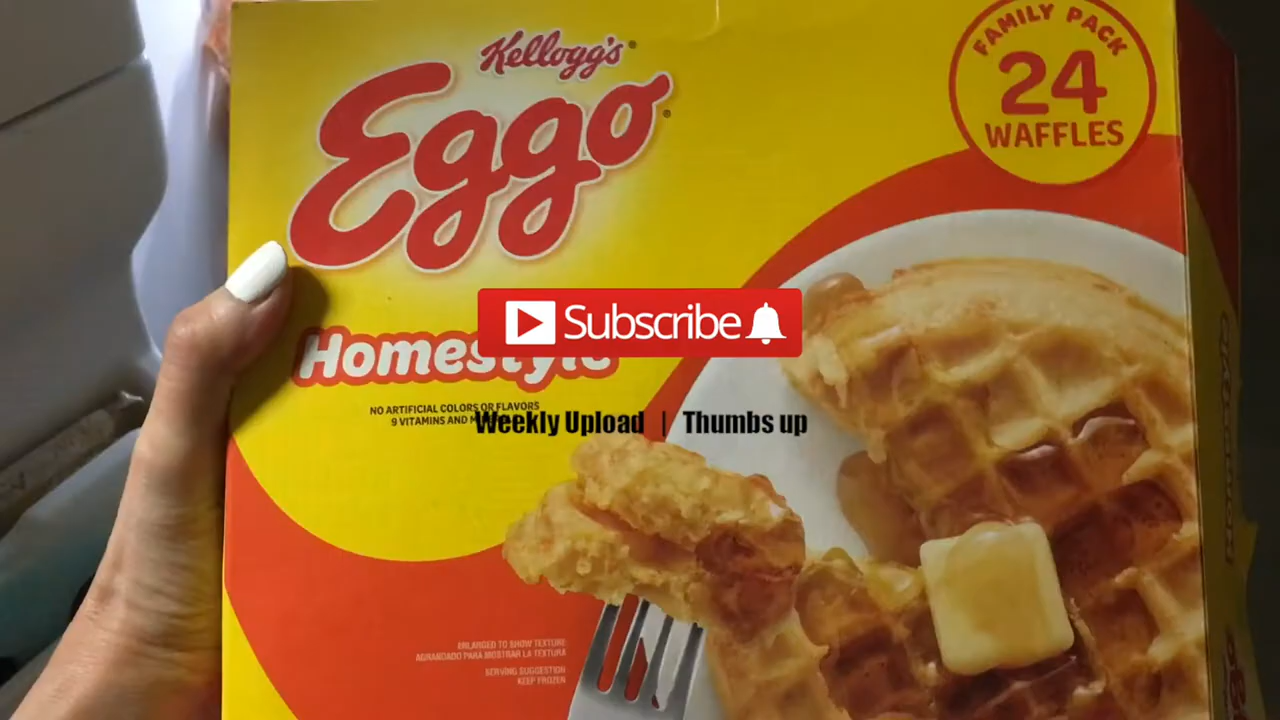 Kellogg's
Eggo
FAMILY PACK
24
WAFFLES
Subscribe
Homestyle
NO ARTIFICIAL COLORS OR FLAVORS
9 VITAMINS AND
Weekly Upload | Thumbs up
ENLARGED TO SHOW TEXTURE
AGRANDADO PARA MOSTRAR LA TEXTURA
SERVING SUGGESTION
KEEP FROZEN
Homestyle